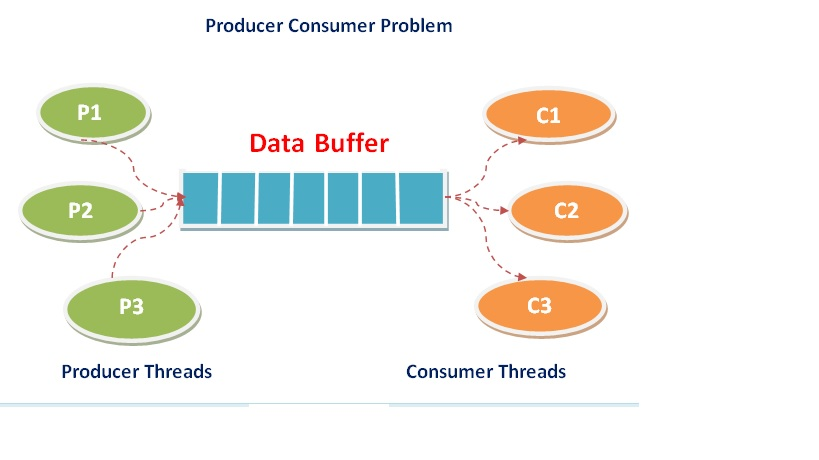 Producer Consumer Problem
P1
C1
Data Buffer
P2
C2
P3
C3
Producer Threads
Consumer Threads